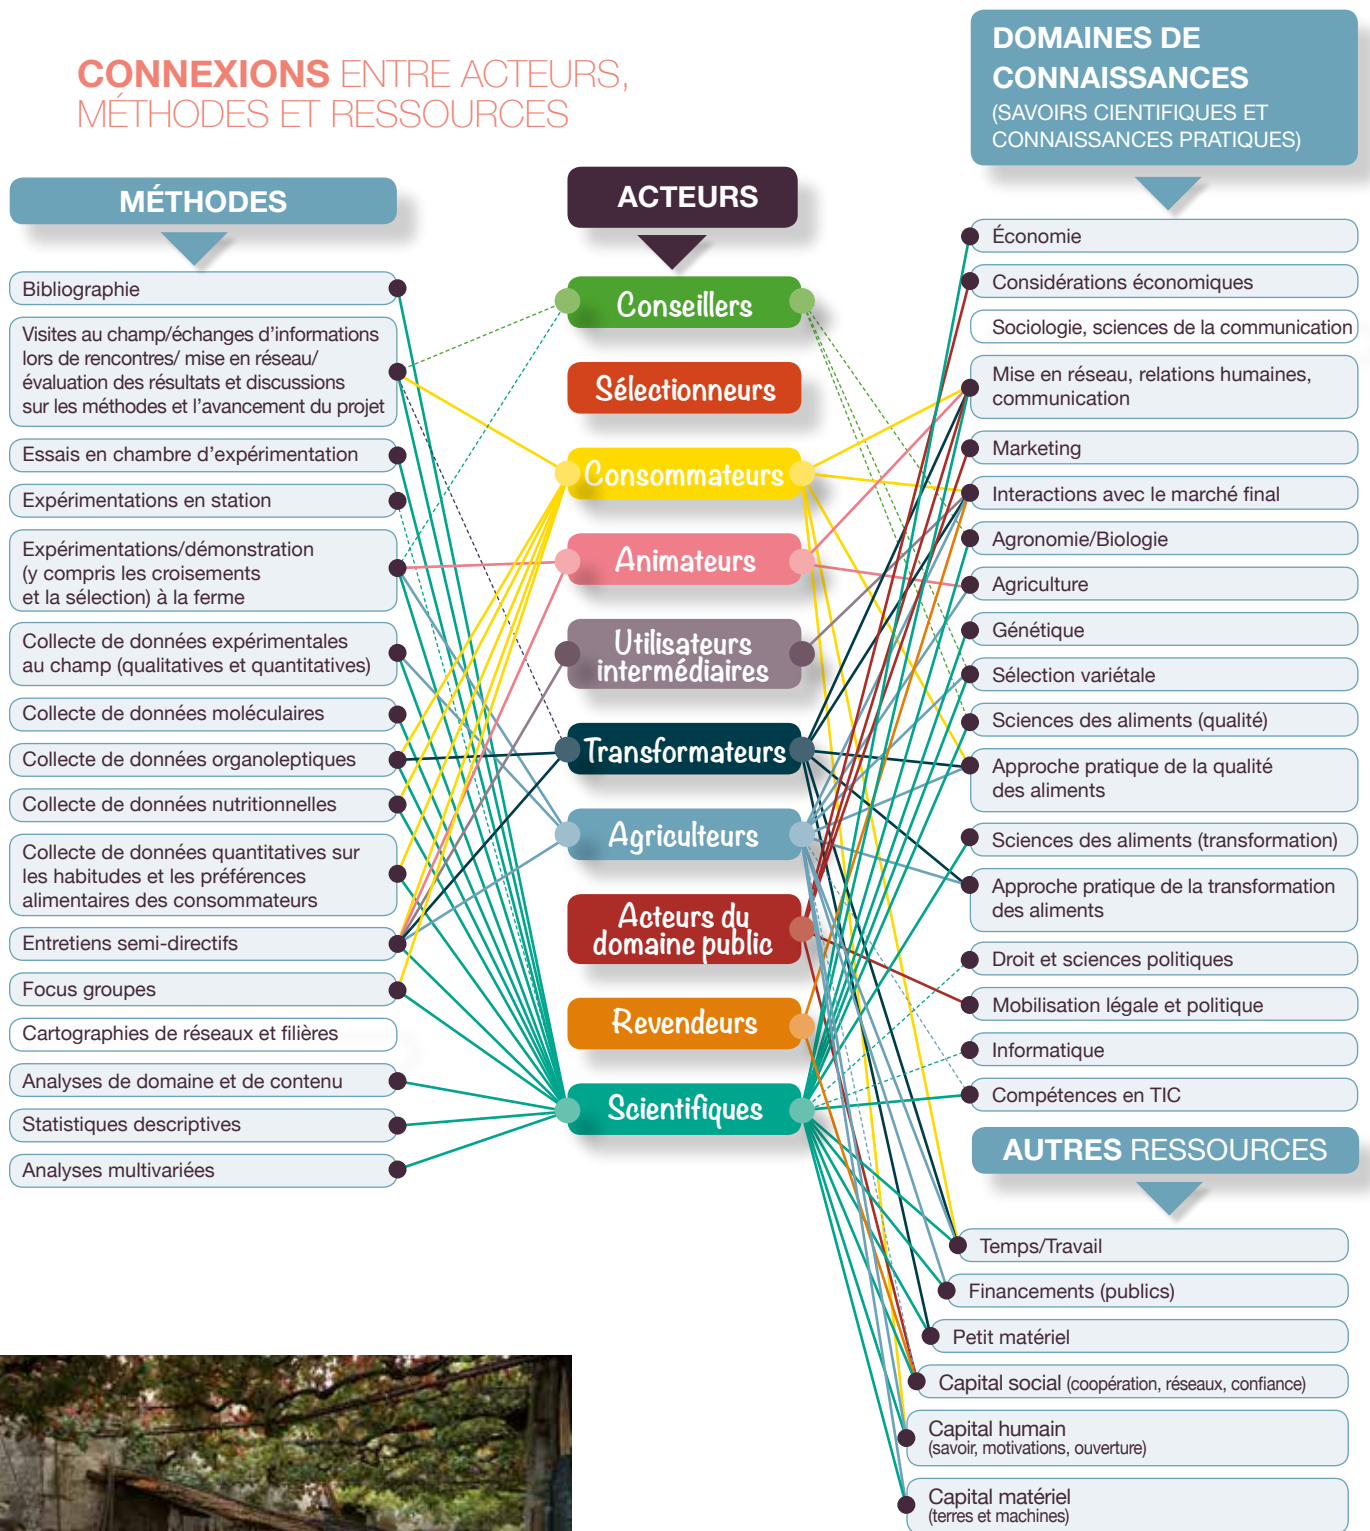 CONNEXIONS ENTRE ACTEURS,
MÉTHODES ET RESSOURCES
MÉTHODES
Bibliographie
Visites au champ/échanges d’informations
lors de rencontres/ mise en réseau/
évaluation des résultats et discussions
sur les méthodes et l’avancement du projet
Essais en chambre d’expérimentation
Expérimentations en station
Expérimentations/démonstration
(y compris les croisements
et la sélection) à la ferme
Collecte de données expérimentales
au champ (qualitatives et quantitatives)
Collecte de données moléculaires
Collecte de données organoleptiques
Collecte de données nutritionnelles
Collecte de données quantitatives sur
les habitudes et les préférences
alimentaires des consommateurs
Entretiens semi-directifs
Focus groupes
Cartographies de réseaux et filières
Analyses de domaine et de contenu
Statistiques descriptives
Analyses multivariées
ACTEURS
Conseillers
Sélectionneurs
Consommateurs
Animateurs
Utilisateurs
intermédiaires
Transformateurs
Agriculteurs
Acteurs du
domaine public
Revendeurs
Scientifiques
DOMAINES DE
CONNAISSANCES
(SAVOIRS CIENTIFIQUES ET
CONNAISSANCES PRATIQUES)
Économie
Considérations économiques
Sociologie, sciences de la communication
Mise en réseau, relations humaines,
communication
Marketing
Interactions avec le marché final
Agronomie/Biologie
Agriculture
Génétique
Sélection variétale
Sciences des aliments (qualité)
Approche pratique de la qualité
des aliments
Sciences des aliments (transformation)
Approche pratique de la transformation
des aliments
Droit et sciences politiques
Mobilisation légale et politique
Informatique
Compétences en TIC
AUTRES RESSOURCES
Temps/Travail
Financements (publics)
Petit matériel
Capital social (coopération, réseaux, confiance)
Capital humain
(savoir, motivations, ouverture)
Capital matériel
(terres et machines)